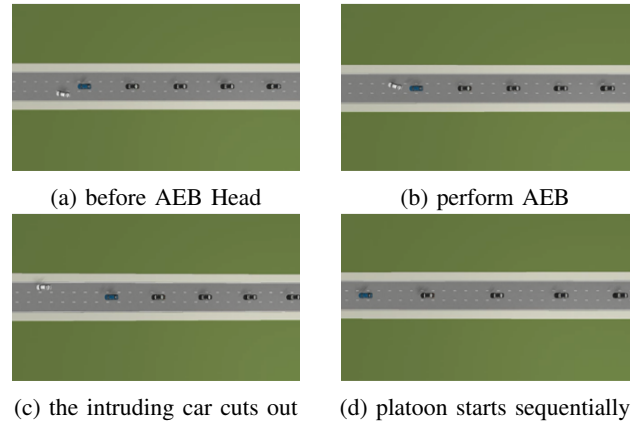 (a) before AEB Head
(b) perform AEB
(c) the intruding car cuts out
(d) platoon starts sequentially